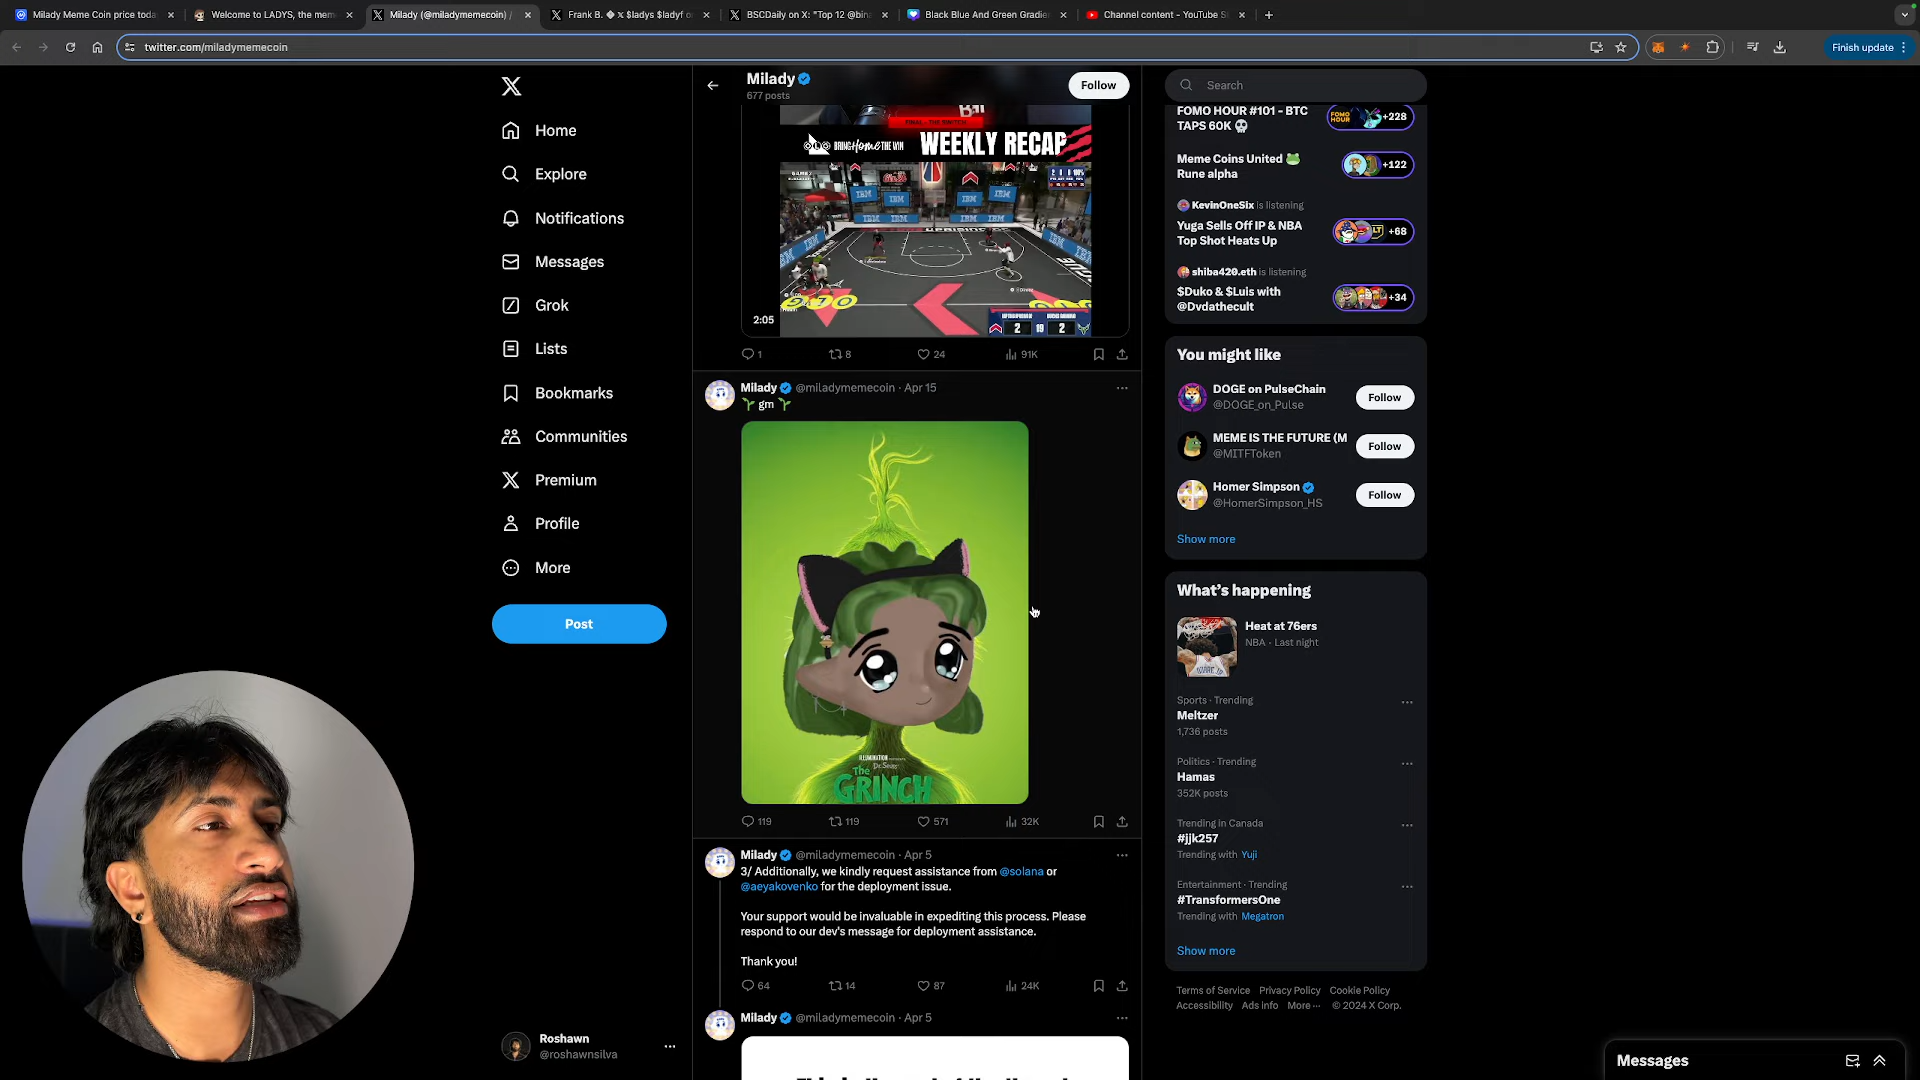 Milady Meme Coin price toda
Welcome to LADYS, the mem
Milady (@miladymemecoin) /
Frank B. ◆ x $ladys $ladyf o
BSCDaily on X: "Top 12 @bin
Black Blue And Green Gradie
Channel content - YouTube S
twitter.com/miladymemecoin
Finish update
Home
Explore
Notifications
Messages
Grok
Lists
Bookmarks
Communities
Premium
Profile
More
Post
Roshawn
@roshawnsilva
Milady
677 posts
Follow
BRING Home THE WIN
WEEKLY RECAP
IBM
2 19 2
2:05
1 8 24 91K
Milady @miladymemecoin · Apr 15
🌱 gm 🌱
ILLUMINATION
Dr. Seuss'
The
GRINCH
119 119 571 32K
Milady @miladymemecoin · Apr 5
3/ Additionally, we kindly request assistance from @solana or
@aeyakovenko for the deployment issue.
Your support would be invaluable in expediting this process. Please
respond to our dev's message for deployment assistance.
Thank you!
64 14 87 24K
Milady @miladymemecoin · Apr 5
Search
FOMO HOUR #101 - BTC
TAPS 60K 💀
+228
Meme Coins United 🐸
Rune alpha
+122
KevinOneSix is listening
Yuga Sells Off IP & NBA
Top Shot Heats Up
+68
shiba420.eth is listening
$Duko & $Luis with
@Dvdathecult
+34
You might like
DOGE on PulseChain
@DOGE_on_Pulse
Follow
MEME IS THE FUTURE (M
@MITFToken
Follow
Homer Simpson
@HomerSimpson_HS
Follow
Show more
What's happening
Heat at 76ers
NBA · Last night
Sports · Trending
Meltzer
1,736 posts
Politics · Trending
Hamas
352K posts
Trending in Canada
#jjk257
Trending with Yuji
Entertainment · Trending
#TransformersOne
Trending with Megatron
Show more
Terms of Service Privacy Policy Cookie Policy
Accessibility Ads info More ··· © 2024 X Corp.
Messages